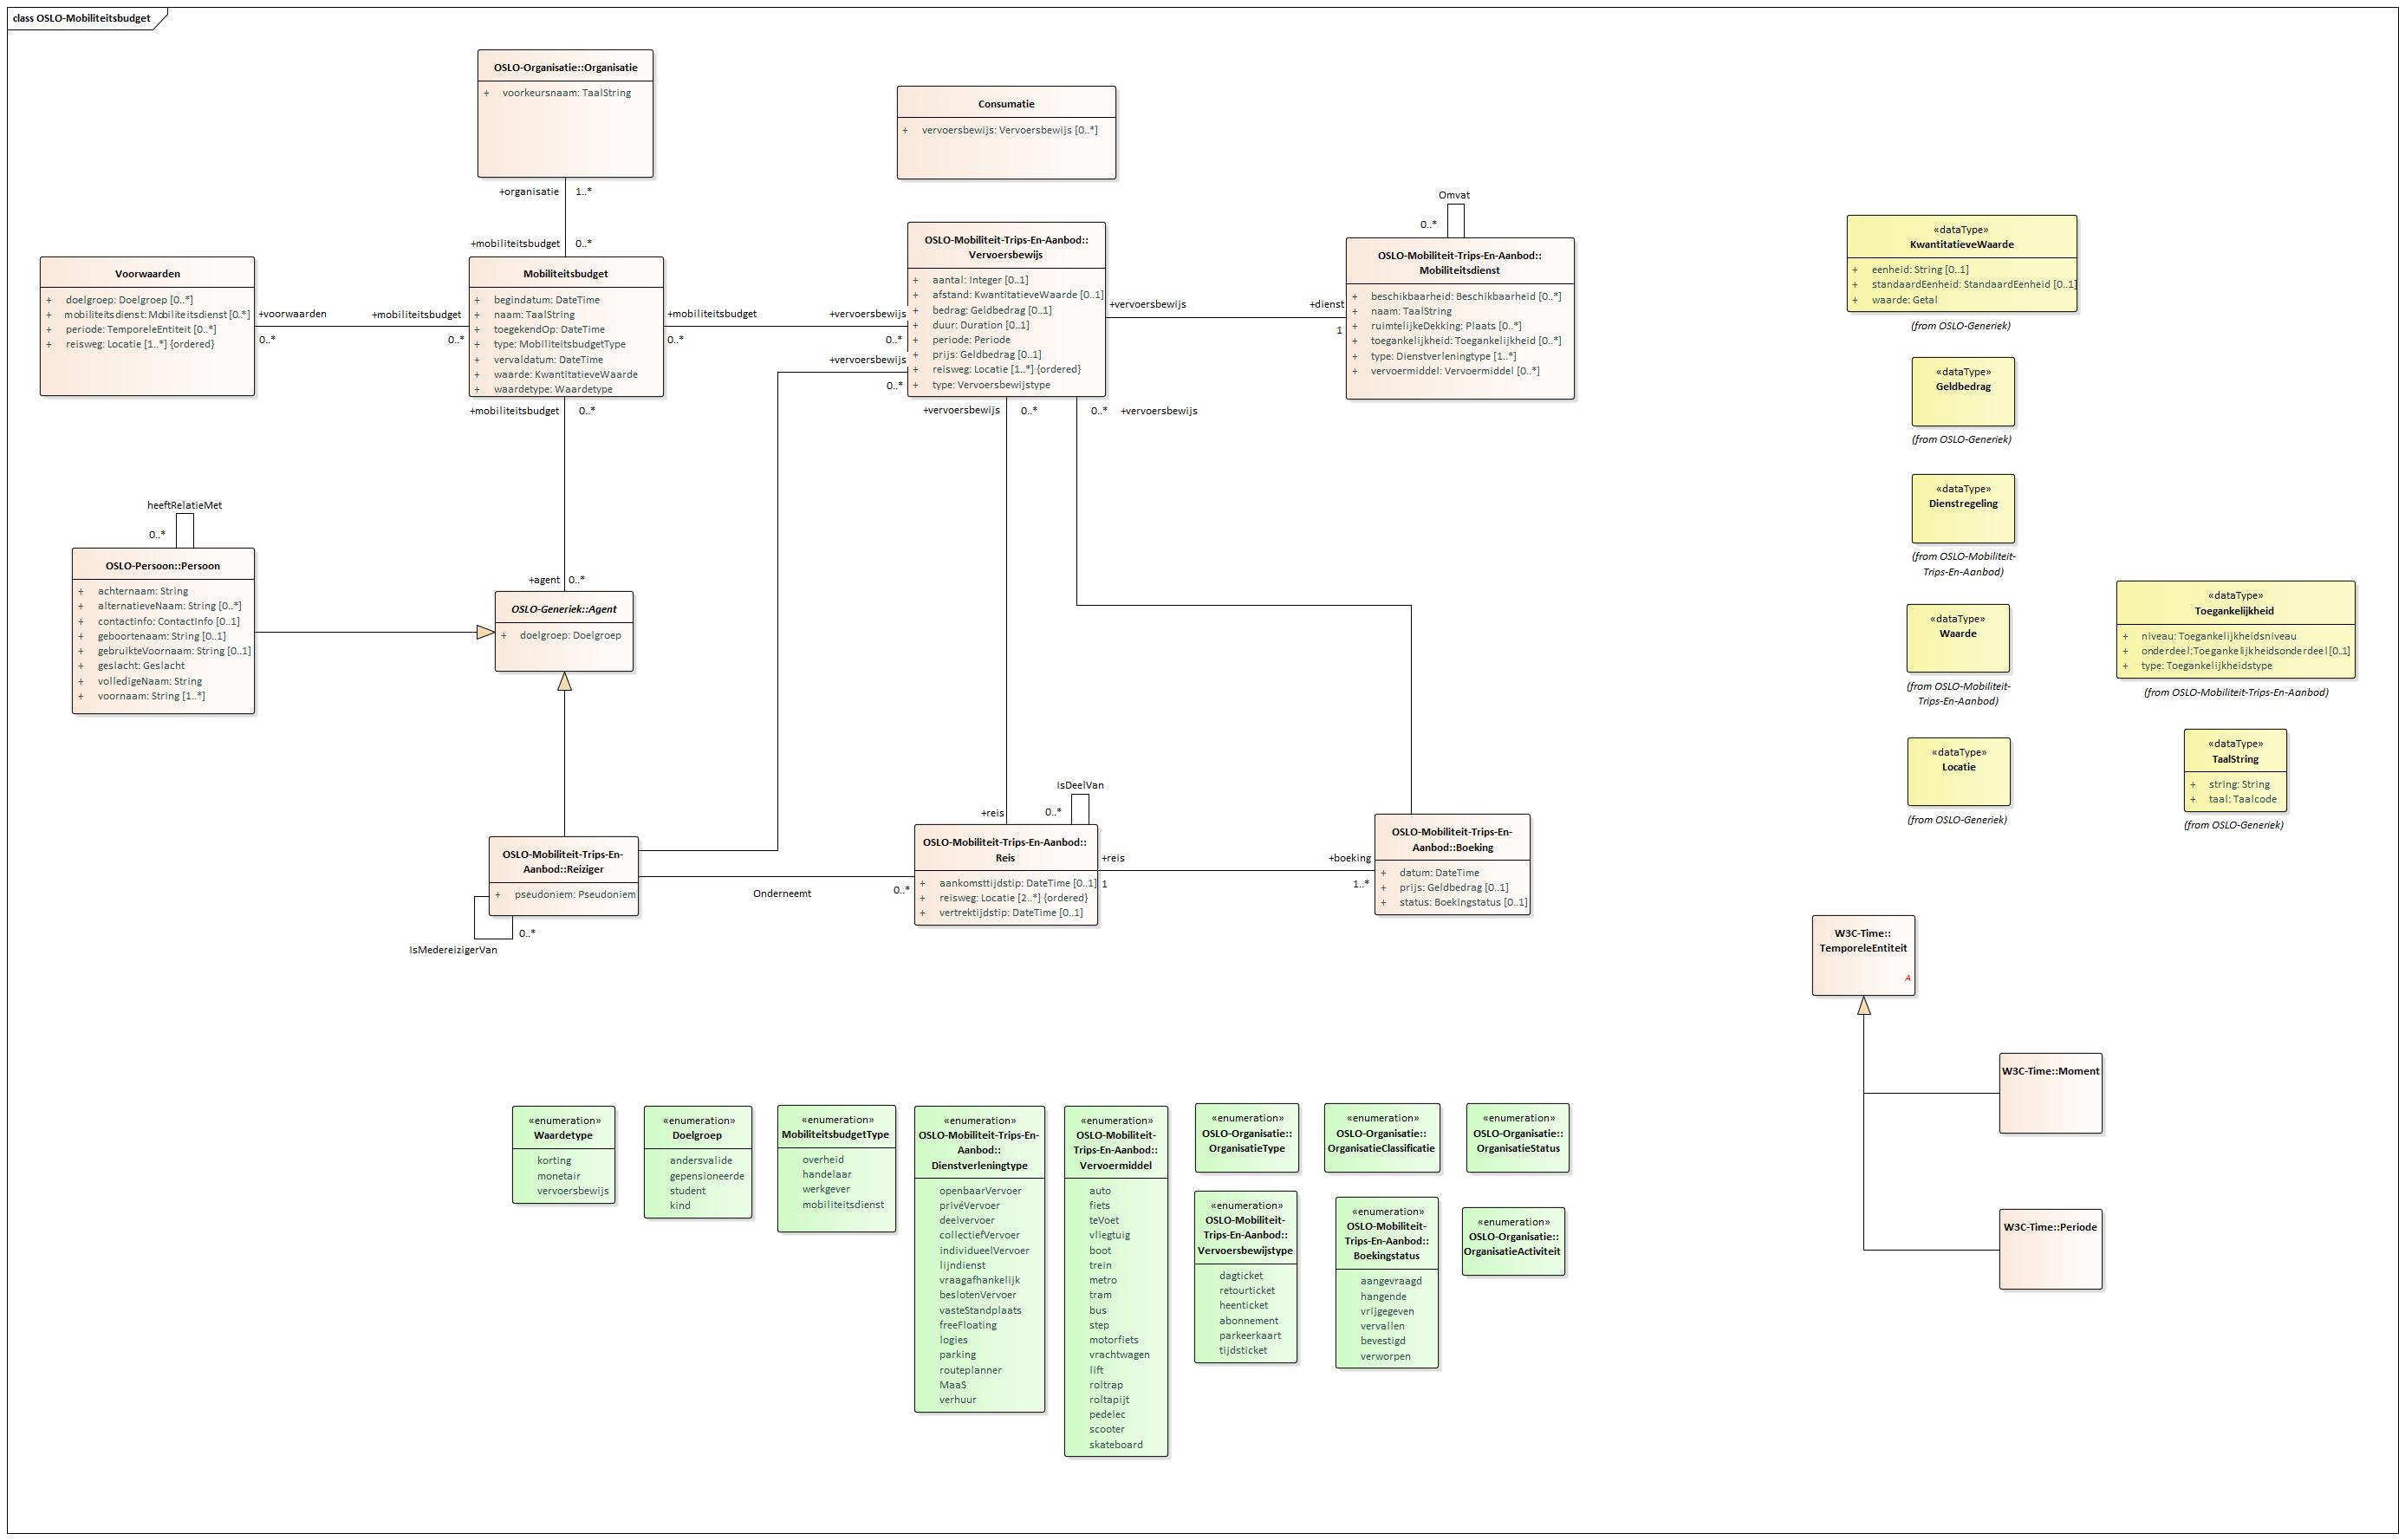 class OSLO-Mobiliteitsbudget
OSLO-Organisatie::Organisatie
+ voorkeursnaam: TaalString
+organisatie 1..*
+mobiliteitsbudget 0..*
Consumatie
+ vervoersbewijs: Vervoersbewijs [0..*]
Voorwaarden
+ doelgroep: Doelgroep [0..*]
+ mobiliteitsdienst: Mobiliteitsdienst [0..*]
+ periode: TemporeleEntiteit [0..*]
+ reisweg: Locatie [1..*] {ordered}
+voorwaarden
0..*
+mobiliteitsbudget
0..*
Mobiliteitsbudget
+ begindatum: DateTime
+ naam: TaalString
+ toegekendOp: DateTime
+ type: MobiliteitsbudgetType
+ vervaldatum: DateTime
+ waarde: KwantitatieveWaarde
+ waardetype: Waardetype
+mobiliteitsbudget
0..*
+vervoersbewijs
0..*
+vervoersbewijs
0..*
+mobiliteitsbudget 0..*
OSLO-Mobiliteit-Trips-En-Aanbod::
Vervoersbewijs
+ aantal: Integer [0..1]
+ afstand: KwantitatieveWaarde [0..1]
+ bedrag: Geldbedrag [0..1]
+ duur: Duration [0..1]
+ periode: Periode
+ prijs: Geldbedrag [0..1]
+ reisweg: Locatie [1..*] {ordered}
+ type: Vervoersbewijstype
+vervoersbewijs 0..*
0..* +vervoersbewijs
+vervoersbewijs
+dienst
1
Omvat
0..*
OSLO-Mobiliteit-Trips-En-Aanbod::
Mobiliteitsdienst
+ beschikbaarheid: Beschikbaarheid [0..*]
+ naam: TaalString
+ ruimtelijkeDekking: Plaats [0..*]
+ toegankelijkheid: Toegankelijkheid [0..*]
+ type: Dienstverleningtype [1..*]
+ vervoermiddel: Vervoermiddel [0..*]
«dataType»
KwantitatieveWaarde
+ eenheid: String [0..1]
+ standaardEenheid: StandaardEenheid [0..1]
+ waarde: Getal
(from OSLO-Generiek)
«dataType»
Geldbedrag
(from OSLO-Generiek)
«dataType»
Dienstregeling
(from OSLO-Mobiliteit-
Trips-En-Aanbod)
«dataType»
Waarde
(from OSLO-Mobiliteit-
Trips-En-Aanbod)
«dataType»
Toegankelijkheid
+ niveau: Toegankelijkheidsniveau
+ onderdeel:Toegankelijkheidsonderdeel[0..1]
+ type: Toegankelijkheidstype
(from OSLO-Mobiliteit-Trips-En-Aanbod)
«dataType»
Locatie
(from OSLO-Generiek)
«dataType»
TaalString
+ string: String
+ taal: Taalcode
(from OSLO-Generiek)
heeftRelatieMet
0..*
OSLO-Persoon::Persoon
+ achternaam: String
+ alternatieveNaam: String [0..*]
+ contactinfo: ContactInfo [0..1]
+ geboortenaam: String [0..1]
+ gebruikteVoornaam: String [0..1]
+ geslacht: Geslacht
+ volledigeNaam: String
+ voornaam: String [1..*]
+agent 0..*
OSLO-Generiek::Agent
+ doelgroep: Doelgroep
OSLO-Mobiliteit-Trips-En-
Aanbod::Reiziger
+ pseudoniem: Pseudoniem
0..*
IsMedereizigerVan
Onderneemt
0..*
+reis
IsDeelVan
0..*
OSLO-Mobiliteit-Trips-En-Aanbod::
Reis
+ aankomsttijdstip: DateTime [0..1]
+ reisweg: Locatie [2..*] {ordered}
+ vertrektijdstip: DateTime [0..1]
+reis
1
+boeking
1..*
OSLO-Mobiliteit-Trips-En-
Aanbod::Boeking
+ datum: DateTime
+ prijs: Geldbedrag [0..1]
+ status: Boekingstatus [0..1]
W3C-Time::
TemporeleEntiteit
A
W3C-Time::Moment
W3C-Time::Periode
«enumeration»
Waardetype
korting
monetair
vervoersbewijs
«enumeration»
Doelgroep
andersvalide
gepensioneerde
student
kind
«enumeration»
MobiliteitsbudgetType
overheid
handelaar
werkgever
mobiliteitsdienst
«enumeration»
OSLO-Mobiliteit-Trips-En-
Aanbod::
Dienstverleningtype
openbaarVervoer
privéVervoer
deelvervoer
collectiefVervoer
individueelVervoer
lijndienst
vraagafhankelijk
beslotenVervoer
vasteStandplaats
freeFloating
logies
parking
routeplanner
MaaS
verhuur
«enumeration»
OSLO-Mobiliteit-
Trips-En-Aanbod::
Vervoermiddel
auto
fiets
teVoet
vliegtuig
boot
trein
metro
tram
bus
step
motorfiets
vrachtwagen
lift
roltrap
roltapijt
pedelec
scooter
skateboard
«enumeration»
OSLO-Organisatie::
OrganisatieType
«enumeration»
OSLO-Organisatie::
OrganisatieClassificatie
«enumeration»
OSLO-Organisatie::
OrganisatieStatus
«enumeration»
OSLO-Mobiliteit-
Trips-En-Aanbod::
Vervoersbewijstype
dagticket
retourticket
heenticket
abonnement
parkeerkaart
tijdsticket
«enumeration»
OSLO-Mobiliteit-
Trips-En-Aanbod::
Boekingstatus
aangevraagd
hangende
vrijgegeven
vervallen
bevestigd
verworpen
«enumeration»
OSLO-Organisatie::
OrganisatieActiviteit